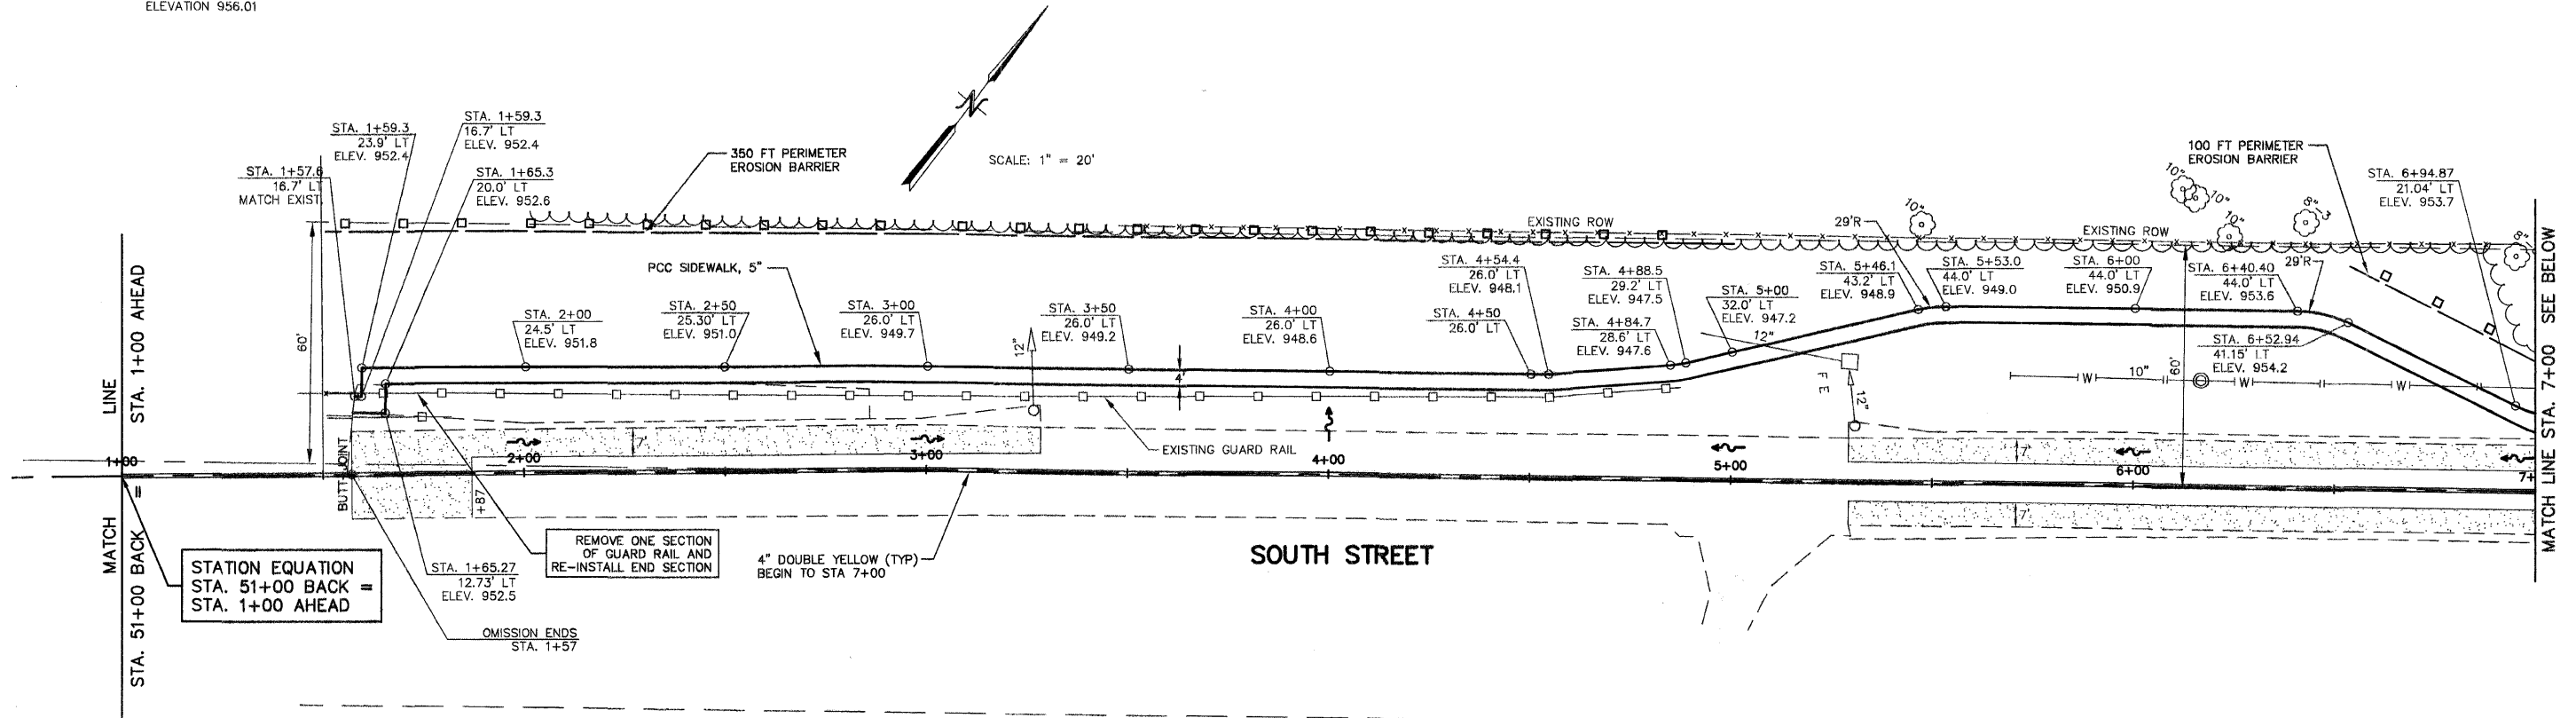 ELEVATION 956.01
STA. 1+59.3
23.9' LT
ELEV. 952.4
STA. 1+59.3
16.7' LT
ELEV. 952.4
STA. 1+57.6
16.7' LT
MATCH EXIST.
STA. 1+65.3
20.0' LT
ELEV. 952.6
350 FT PERIMETER
EROSION BARRIER
N
SCALE: 1" = 20'
EXISTING ROW
29'R
10"
10"
10"
10"
8"-3
EXISTING ROW
100 FT PERIMETER
EROSION BARRIER
STA. 6+94.87
21.04' LT
953.7
8"
PCC SIDEWALK, 5"
60'
STA. 2+00
24.5' LT
ELEV. 951.8
STA. 2+50
25.30' LT
ELEV. 951.0
STA. 3+00
26.0' LT
ELEV. 949.7
12"
STA. 3+50
26.0' LT
ELEV. 949.2
4'
STA. 4+00
26.0' LT
ELEV. 948.6
STA. 4+54.4
26.0' LT
ELEV. 948.1
STA. 4+50
26.0' LT
STA. 4+88.5
29.2' LT
ELEV. 947.5
STA. 4+84.7
28.6' LT
ELEV. 947.6
STA. 5+00
32.0' LT
ELEV. 947.2
12"
STA. 5+46.1
43.2' LT
ELEV. 948.9
STA. 5+53.0
44.0' LT
ELEV. 949.0
STA. 6+00
44.0' LT
ELEV. 950.9
STA. 6+40.40
44.0' LT
ELEV. 953.6
29'R
STA. 6+52.94
41.15' LT
ELEV. 954.2
F E
12"
60'
W
10"
W
W
MATCH LINE
STA. 1+00 AHEAD
STA. 51+00 BACK =
1+00
BUTT-JOINT
+87
7'
2+00
3+00
EXISTING GUARD RAIL
4+00
5+00
7'
6+00
7'
7+
MATCH LINE STA. 7+00 SEE BELOW
STATION EQUATION
STA. 51+00 BACK =
STA. 1+00 AHEAD
STA. 1+65.27
12.73' LT
ELEV. 952.5
REMOVE ONE SECTION
OF GUARD RAIL AND
RE-INSTALL END SECTION
4" DOUBLE YELLOW (TYP)
BEGIN TO STA 7+00
SOUTH STREET
OMISSION ENDS
STA. 1+57